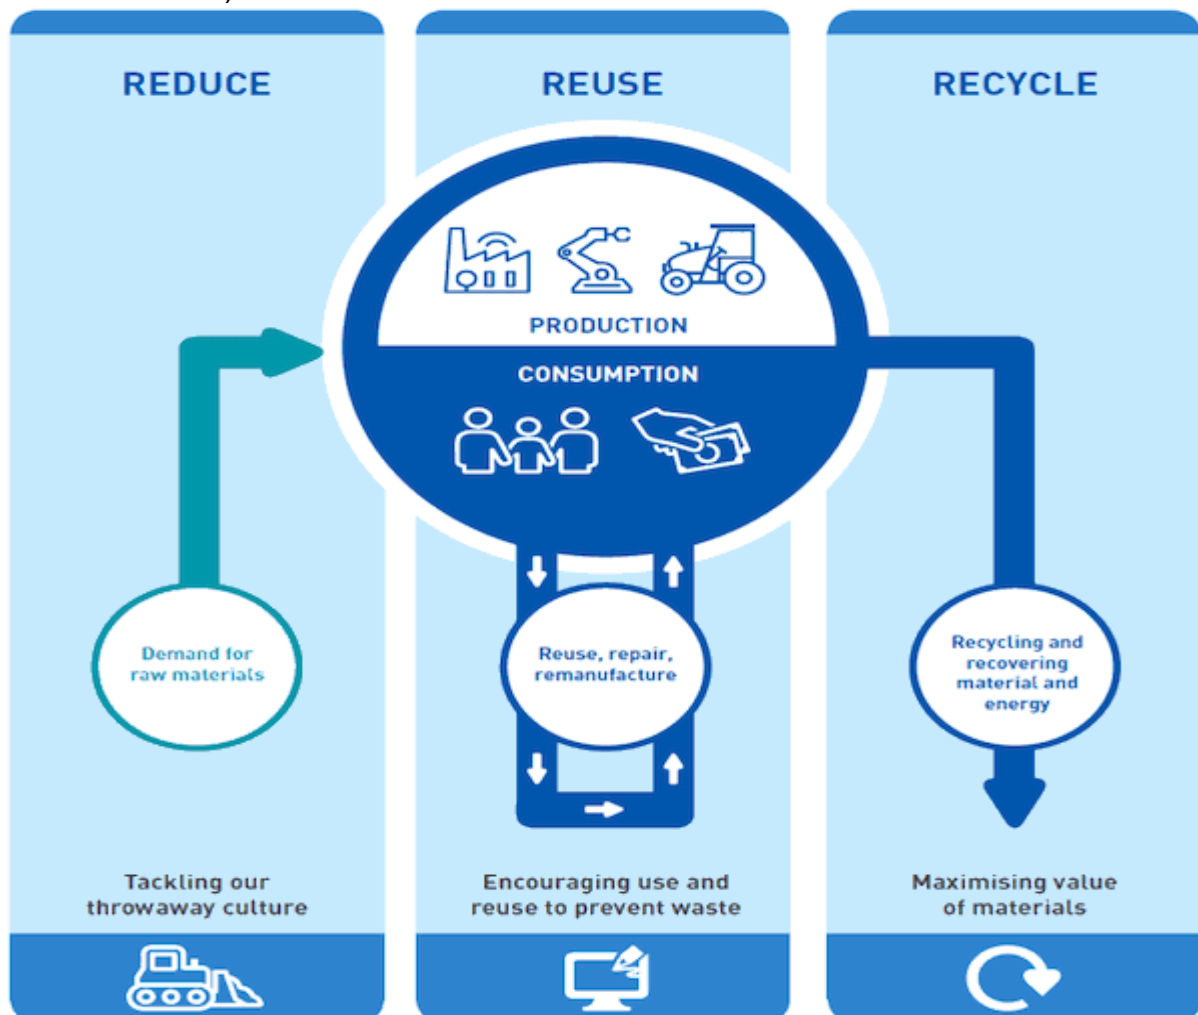 REDUCE
REUSE
RECYCLE
PRODUCTION
CONSUMPTION
Demand for
raw materials
Reuse, repair,
remanufacture
Recycling and
recovering
material and
energy
Tackling our
throwaway culture
Encouraging use and
reuse to prevent waste
Maximising value
of materials